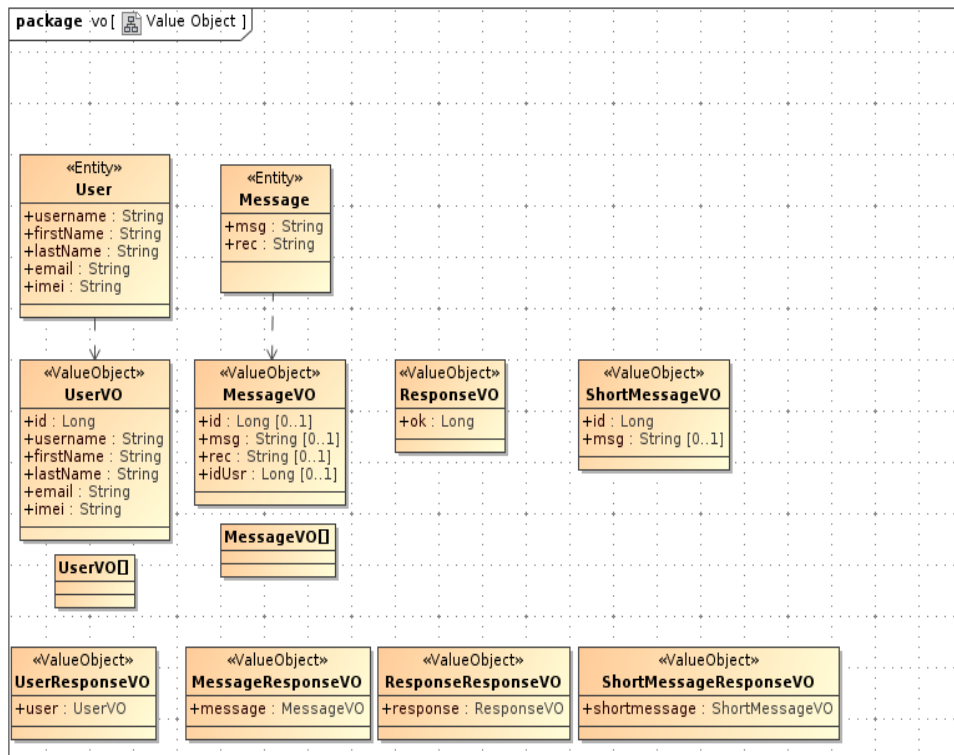 package vo [ Value Object ]
«Entity»
User
+username : String
+firstName : String
+lastName : String
+email : String
+imei : String
«Entity»
Message
+msg : String
+rec : String
«ValueObject»
UserVO
+id : Long
+username : String
+firstName : String
+lastName : String
+email : String
+imei : String
«ValueObject»
MessageVO
+id : Long [0..1]
+msg : String [0..1]
+rec : String [0..1]
+idUsr : Long [0..1]
«ValueObject»
ResponseVO
+ok : Long
«ValueObject»
ShortMessageVO
+id : Long
+msg : String [0..1]
UserVO[]
MessageVO[]
«ValueObject»
UserResponseVO
+user : UserVO
«ValueObject»
MessageResponseVO
+message : MessageVO
«ValueObject»
ResponseResponseVO
+response : ResponseVO
«ValueObject»
ShortMessageResponseVO
+shortmessage : ShortMessageVO